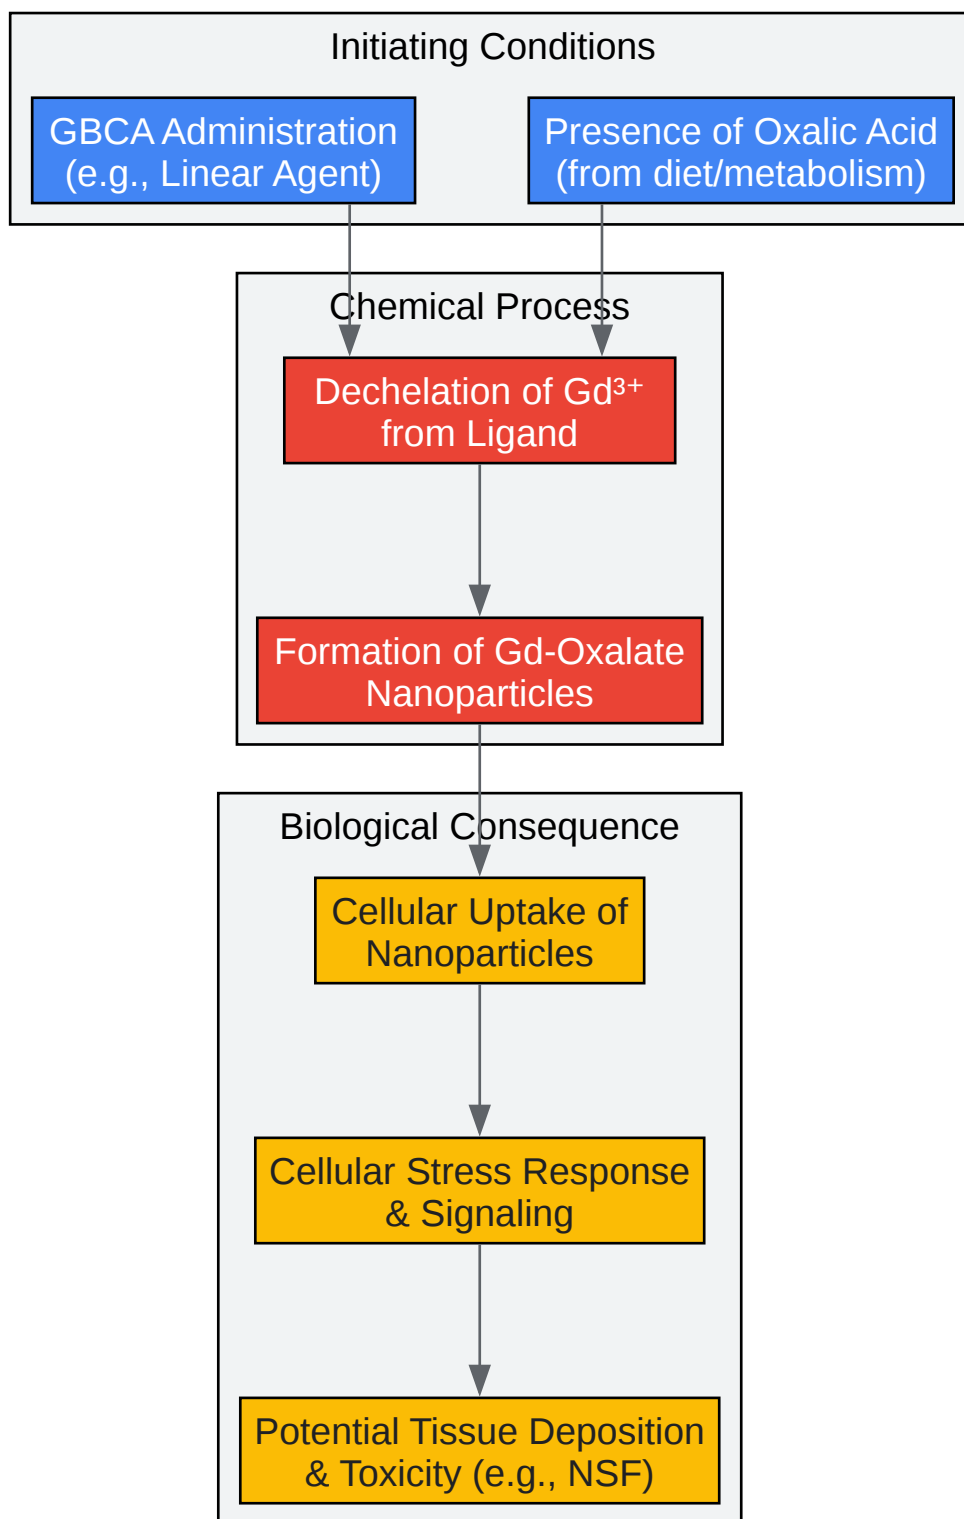 Initiating Conditions
GBCA Administration
(e.g., Linear Agent)
Presence of Oxalic Acid
(from diet/metabolism)
Chemical Process
Dechelation of Gd³⁺
from Ligand
Formation of Gd-Oxalate
Nanoparticles
Biological Consequence
Cellular Uptake of
Nanoparticles
Cellular Stress Response
& Signaling
Potential Tissue Deposition
& Toxicity (e.g., NSF)